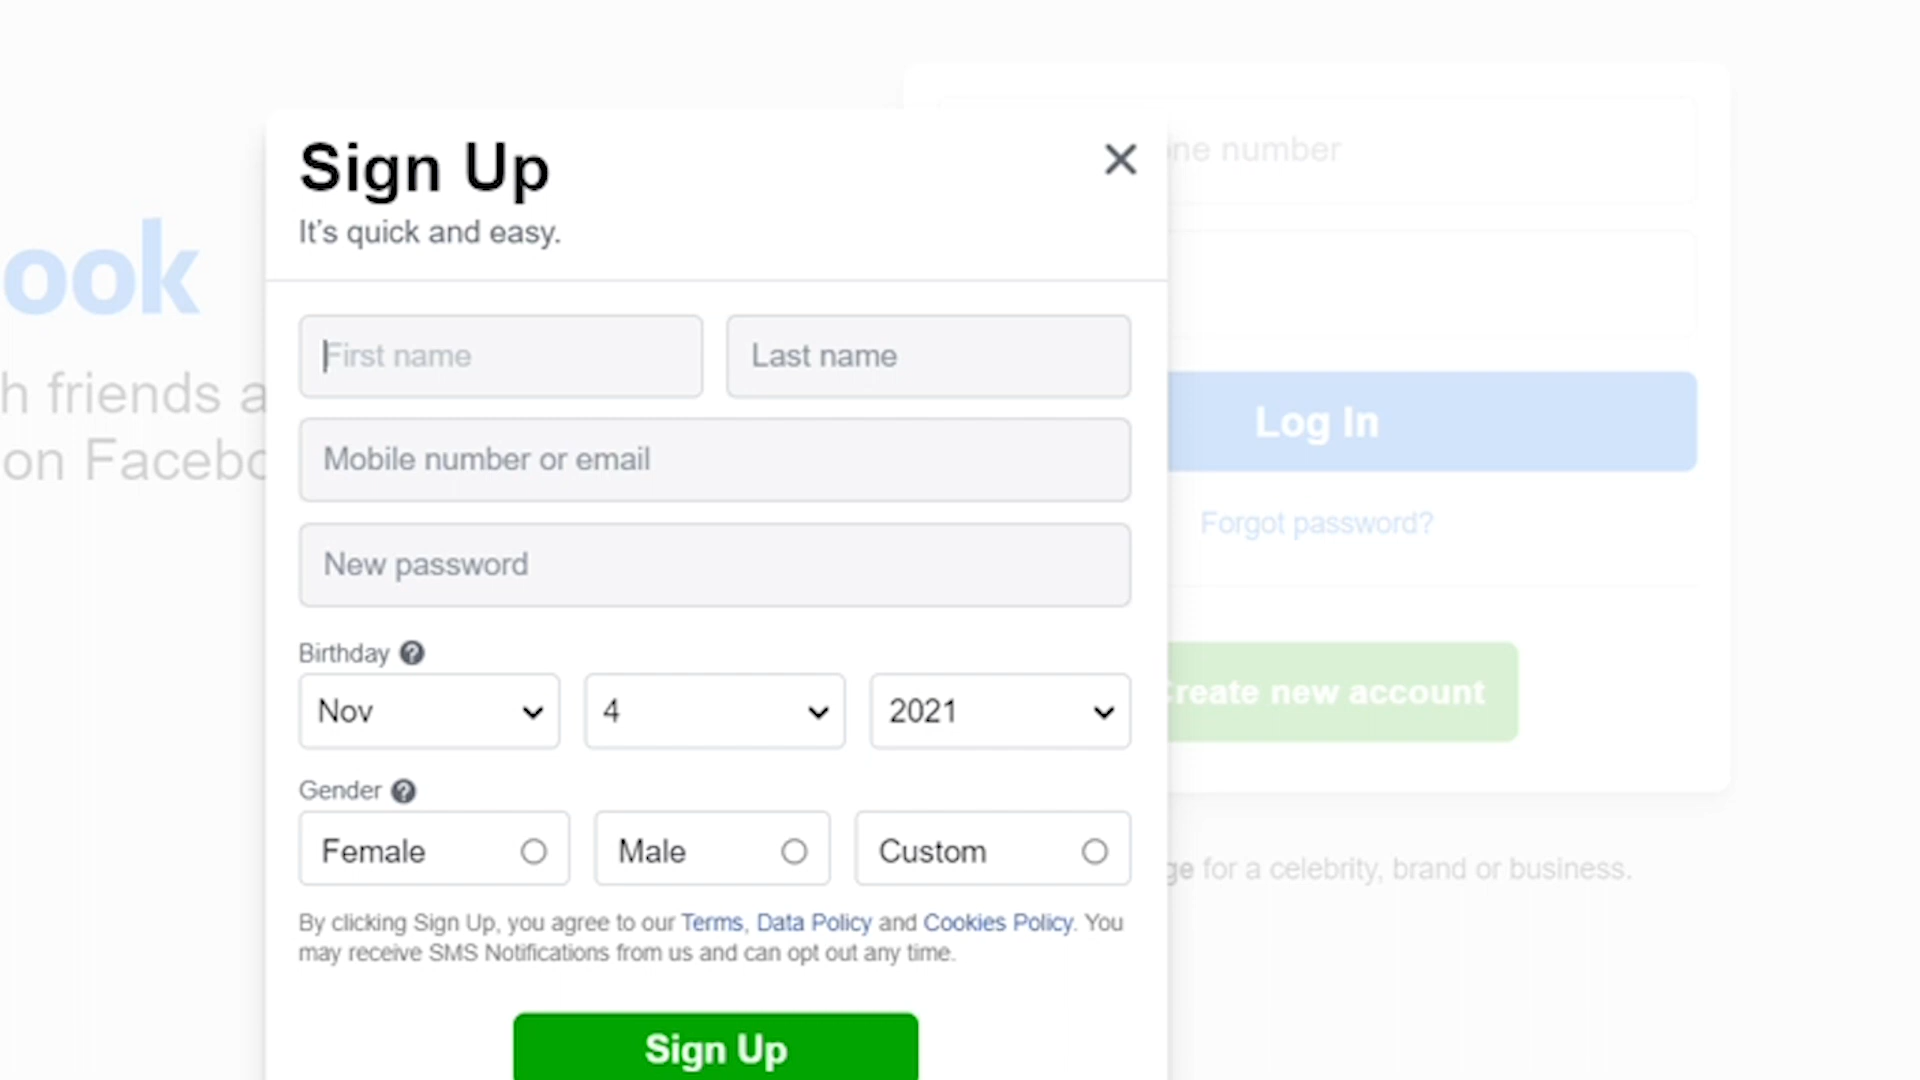 Sign Up
It's quick and easy.
First name
Last name
Mobile number or email
New password
Birthday
Nov
4
2021
Gender
Female
Male
Custom
By clicking Sign Up, you agree to our Terms, Data Policy and Cookies Policy. You
may receive SMS Notifications from us and can opt out any time.
Sign Up
ook
h friends a
on Facebo
ne number
Log In
Forgot password?
reate new account
ge for a celebrity, brand or business.